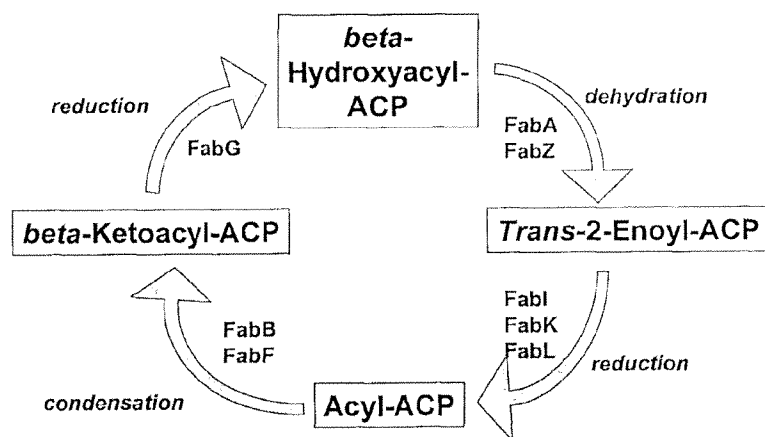 beta-
Hydroxyacyl-
ACP
reduction
dehydration
FabA
FabZ
FabG
beta-Ketoacyl-ACP
Trans-2-Enoyl-ACP
FabI
FabK
FabL
FabB
FabF
reduction
condensation
Acyl-ACP